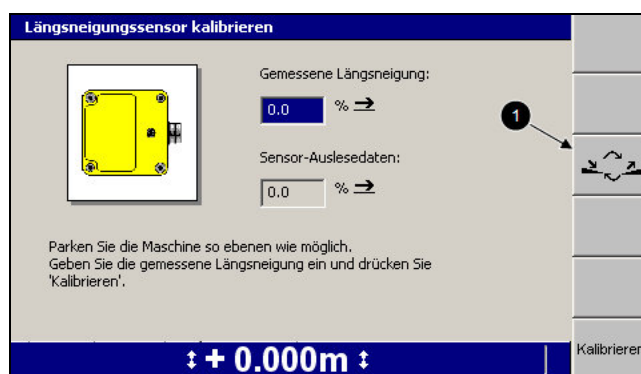 Längsneigungssensor kalibrieren
Gemessene Längsneigung:
0.0 %
1
Sensor-Auslesedaten:
0.0 %
Parken Sie die Maschine so ebenen wie möglich.
Geben Sie die gemessene Längsneigung ein und drücken Sie
'Kalibrieren'.
+ 0.000m
Kalibrieren